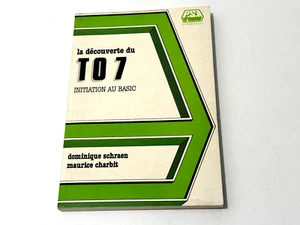 la découverte du
TO 7
INITIATION AU BASIC
dominique schraen
maurice charbit